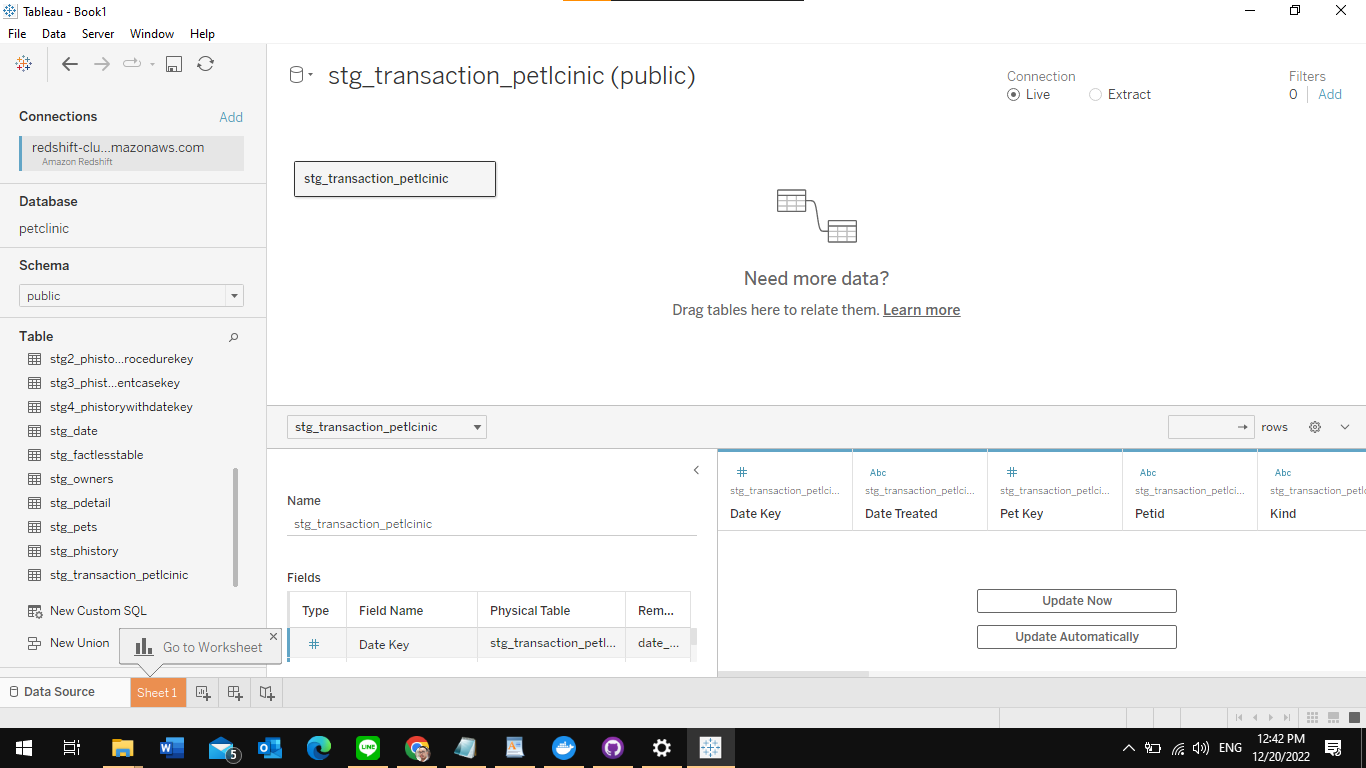 Tableau - Book1
File Data Server Window Help
stg_transaction_petlcinic (public)
Connection
Live Extract
Filters
0 Add
Connections Add
redshift-clu...mazonaws.com
Amazon Redshift
Database
petclinic
Schema
public
Table
stg2_phisto...rocedurekey
stg3_phist...entcasekey
stg4_phistorywithdatekey
stg_date
stg_factlesstable
stg_owners
stg_pdetail
stg_pets
stg_phistory
stg_transaction_petlcinic
New Custom SQL
New Union
Go to Worksheet
stg_transaction_petlcinic
Need more data?
Drag tables here to relate them. Learn more
stg_transaction_petlcinic
rows
Name
stg_transaction_petlcinic
Fields
Type Field Name Physical Table Rem...
# Date Key stg_transaction_petl... date_...
# Abc # Abc Abc
stg_transaction_petlci... stg_transaction_petlci... stg_transaction_petlci... stg_transaction_petlci... stg_transaction_petlc
Date Key Date Treated Pet Key Petid Kind
Update Now
Update Automatically
Data Source Sheet 1
5
LINE
ENG
12:42 PM
12/20/2022